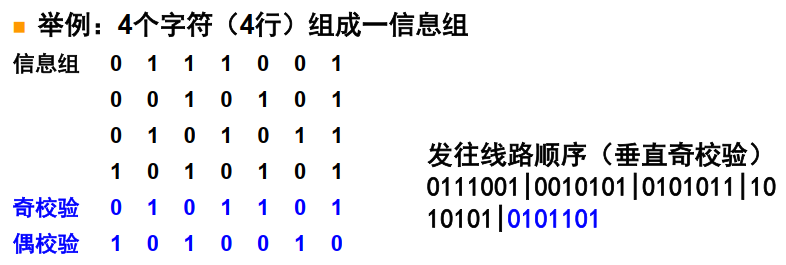 ■ 举例：4个字符（4行）组成一信息组
信息组 0 1 1 1 0 0 1
0 0 1 0 1 0 1
0 1 0 1 0 1 1
1 0 1 0 1 0 1
奇校验 0 1 0 1 1 0 1
偶校验 1 0 1 0 0 1 0
发往线路顺序（垂直奇校验）
0111001|0010101|0101011|10
10101|0101101